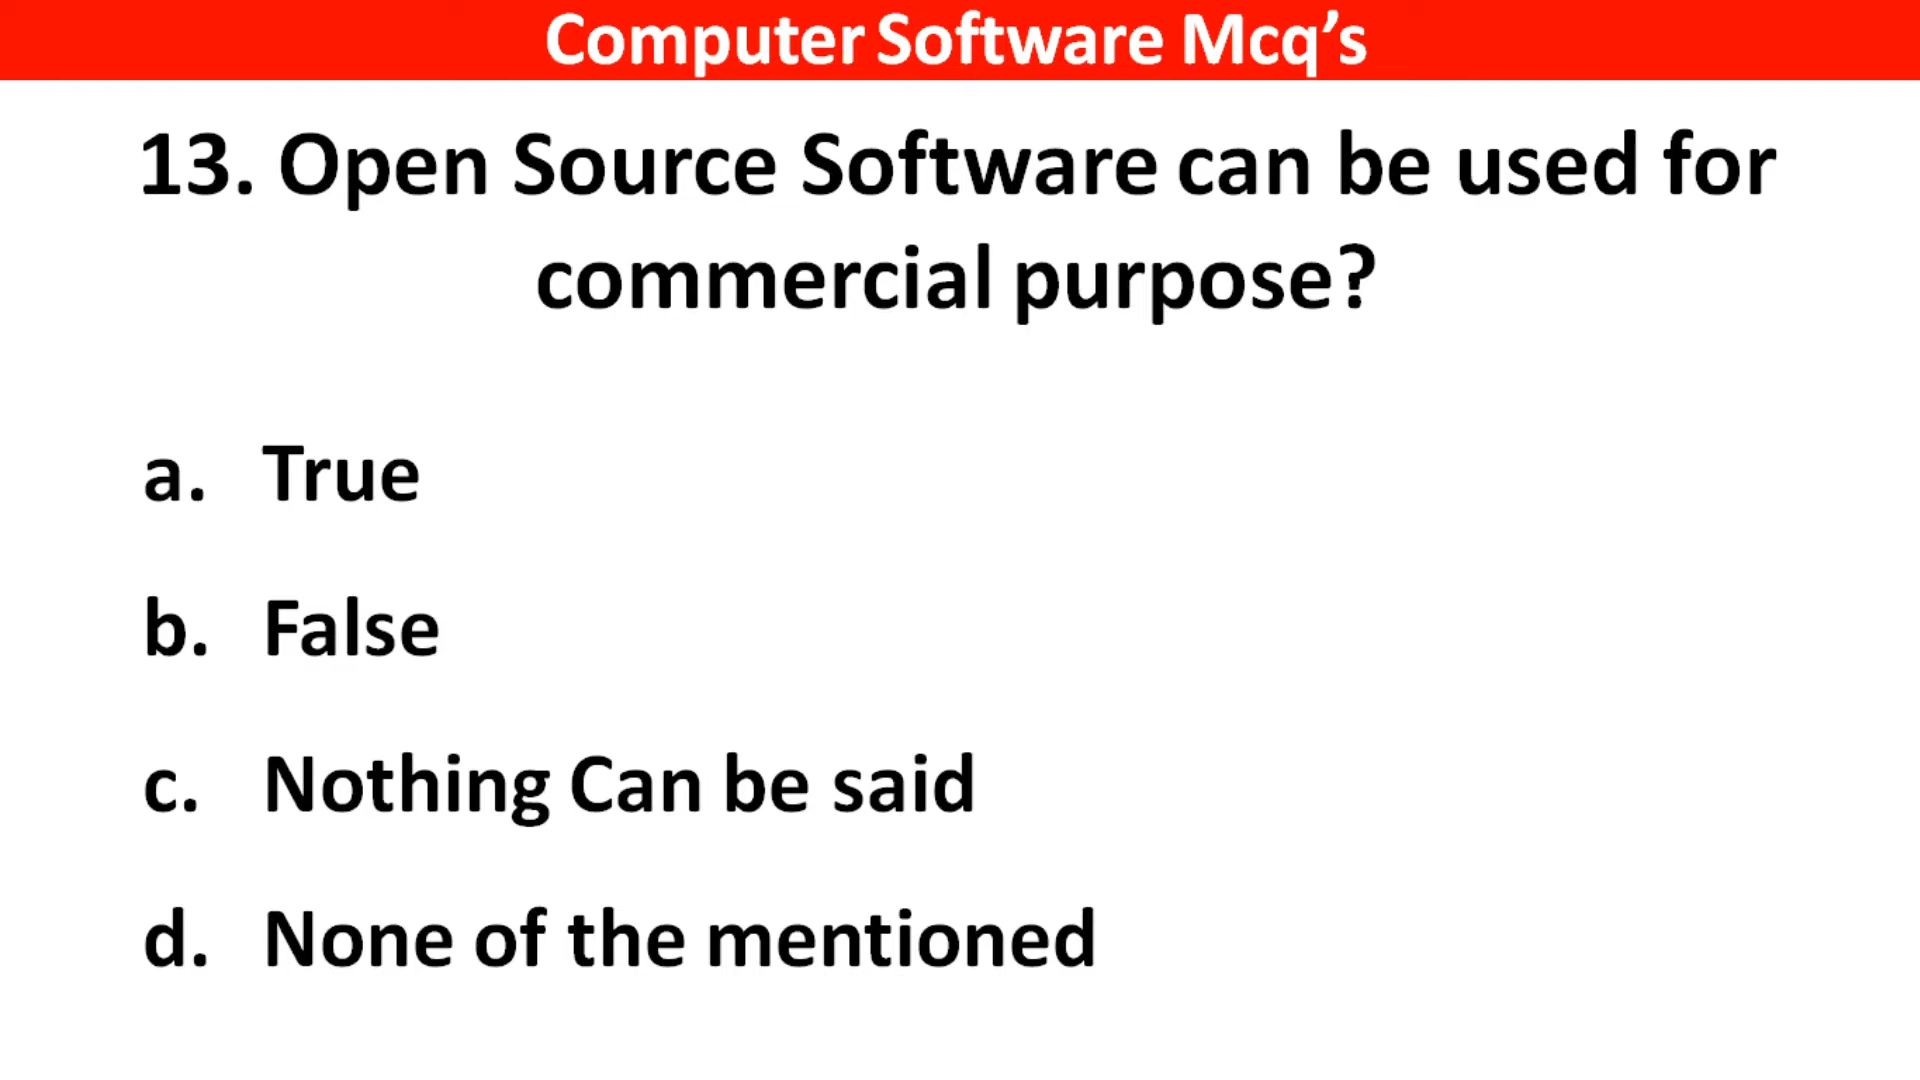 Computer Software Mcq’s
13. Open Source Software can be used for
commercial purpose?
a. True
b. False
c. Nothing Can be said
d. None of the mentioned